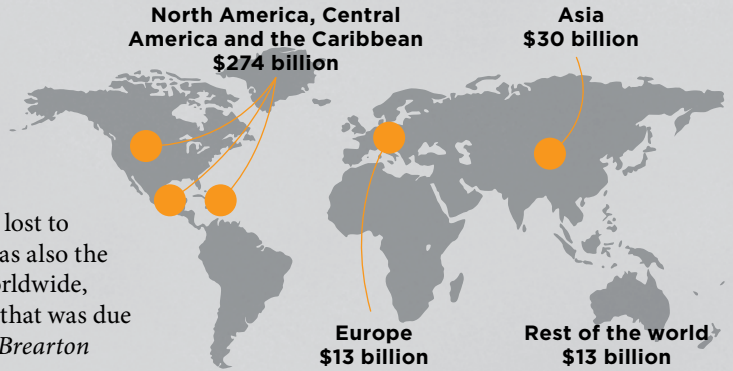 North America, Central
America and the Caribbean
$274 billion
Asia
$30 billion
lost to
as also the
orldwide,
that was due
Brearton
Europe
$13 billion
Rest of the world
$13 billion